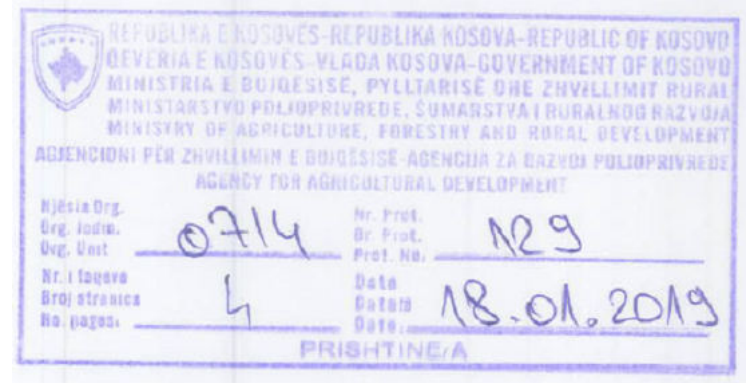 REPUBLIKA E KOSOVËS-REPUBLIKA KOSOVA-REPUBLIC OF KOSOVO
QEVERIA E KOSOVËS-VLADA KOSOVA-GOVERNMENT OF KOSOVO
MINISTRIA E BUJQËSISË, PYLLTARISË DHE ZHVILLIMIT RURAL
MINISTARSTVO POLJOPRIVREDE, ŠUMARSTVA I RURALNOG RAZVOJA
MINISTRY OF AGRICULTURE, FORESTRY AND RURAL DEVELOPMENT
AGJENCIONI PËR ZHVILLIMIN E BUJQËSISË-AGENCIJA ZA RAZVOJ POLJOPRIVREDE
AGENCY FOR AGRICULTURAL DEVELOPMENT
Njësia Org.
Org. Jedin.
Org. Unit 07/4
Nr. Prot.
Br. Prot.
Prot. No. 129
Nr. i faqeve
Broj stranica
No. pages: 4
Data
Datum
Date: 18.01.2019
PRISHTINË/A